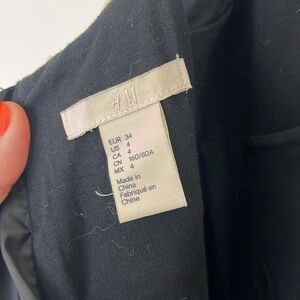 H&M
EUR 34
US 4
CA 4
CN 160/80A
MX 4
Made in
China
Fabriqué en
Chine